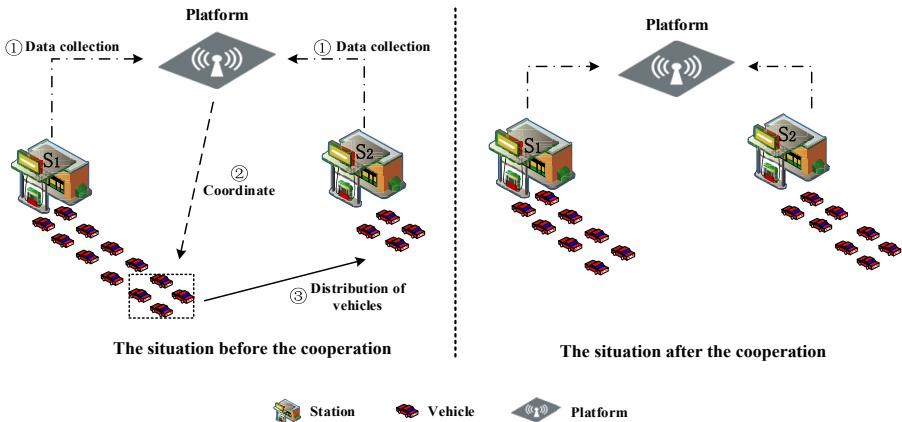 Platform
① Data collection
① Data collection
S1
S2
②
Coordinate
③ Distribution of
vehicles
The situation before the cooperation
Platform
S1
S2
The situation after the cooperation
Station
Vehicle
Platform